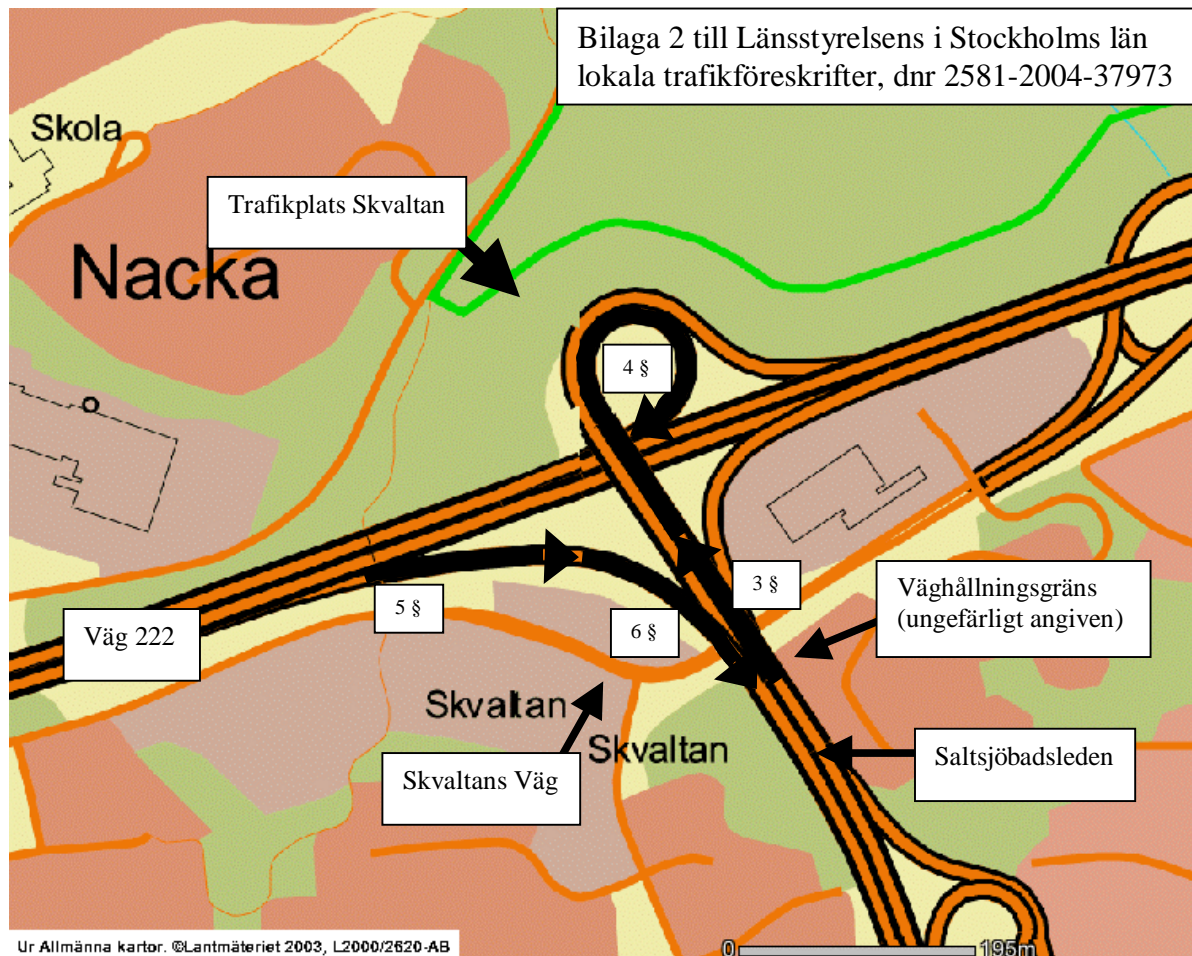 Bilaga 2 till Länsstyrelsens i Stockholms län
lokala trafikföreskrifter, dnr 2581-2004-37973
Skola
Trafikplats Skvaltan
Nacka
4 §
3 §
5 §
6 §
Väg 222
Väghållningsgräns
(ungefärligt angiven)
Skvaltan
Skvaltan
Skvaltans Väg
Saltsjöbadsleden
Ur Allmänna kartor. ©Lantmäteriet 2003, L2000/2620-AB
0 195m